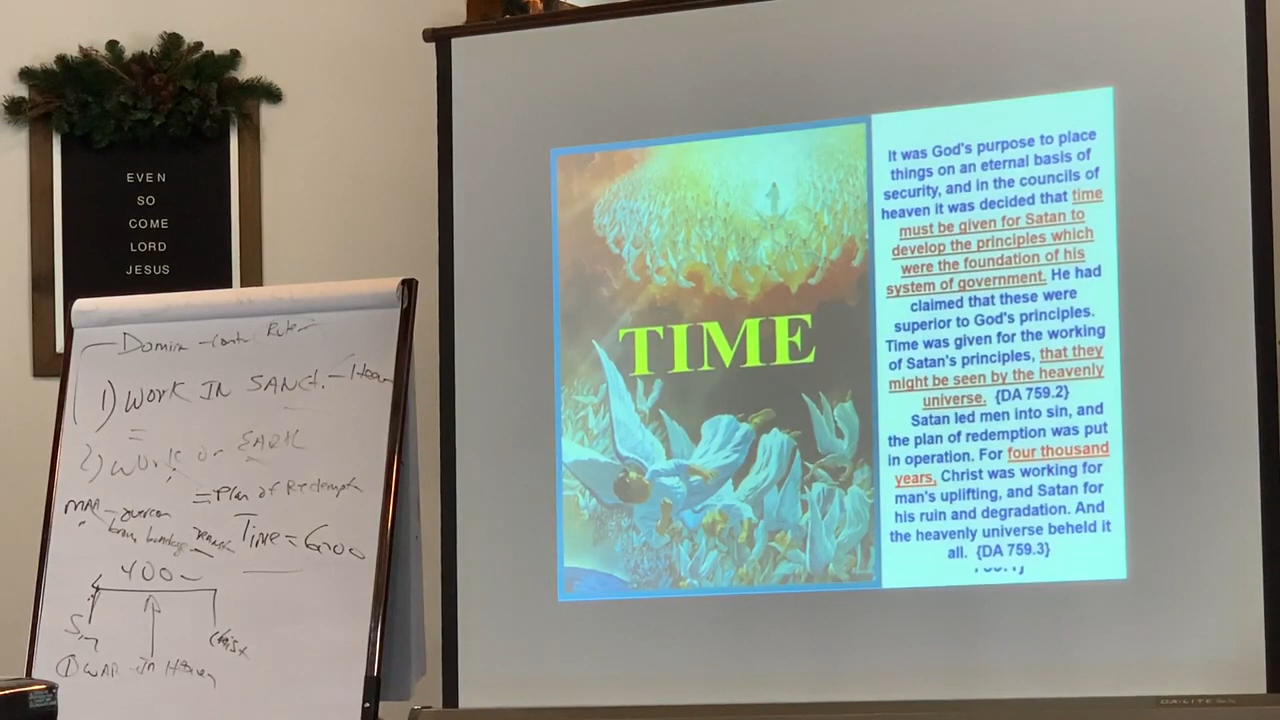 EVEN
SO
COME
LORD
JESUS
1) WORK IN SANCT.
2) WORK
= Plan of Redemph
TIME = 6000
4000
Sin
Christ
① WAR in Heaven
TIME
It was God's purpose to place
things on an eternal basis of
security, and in the councils of
heaven it was decided that time
must be given for Satan to
develop the principles which
were the foundation of his
system of government. He had
claimed that these were
superior to God's principles.
Time was given for the working
of Satan's principles, that they
might be seen by the heavenly
universe. {DA 759.2}
Satan led men into sin, and
the plan of redemption was put
in operation. For four thousand
years, Christ was working for
man's uplifting, and Satan for
his ruin and degradation. And
the heavenly universe beheld it
all. {DA 759.3}
DA-LITE